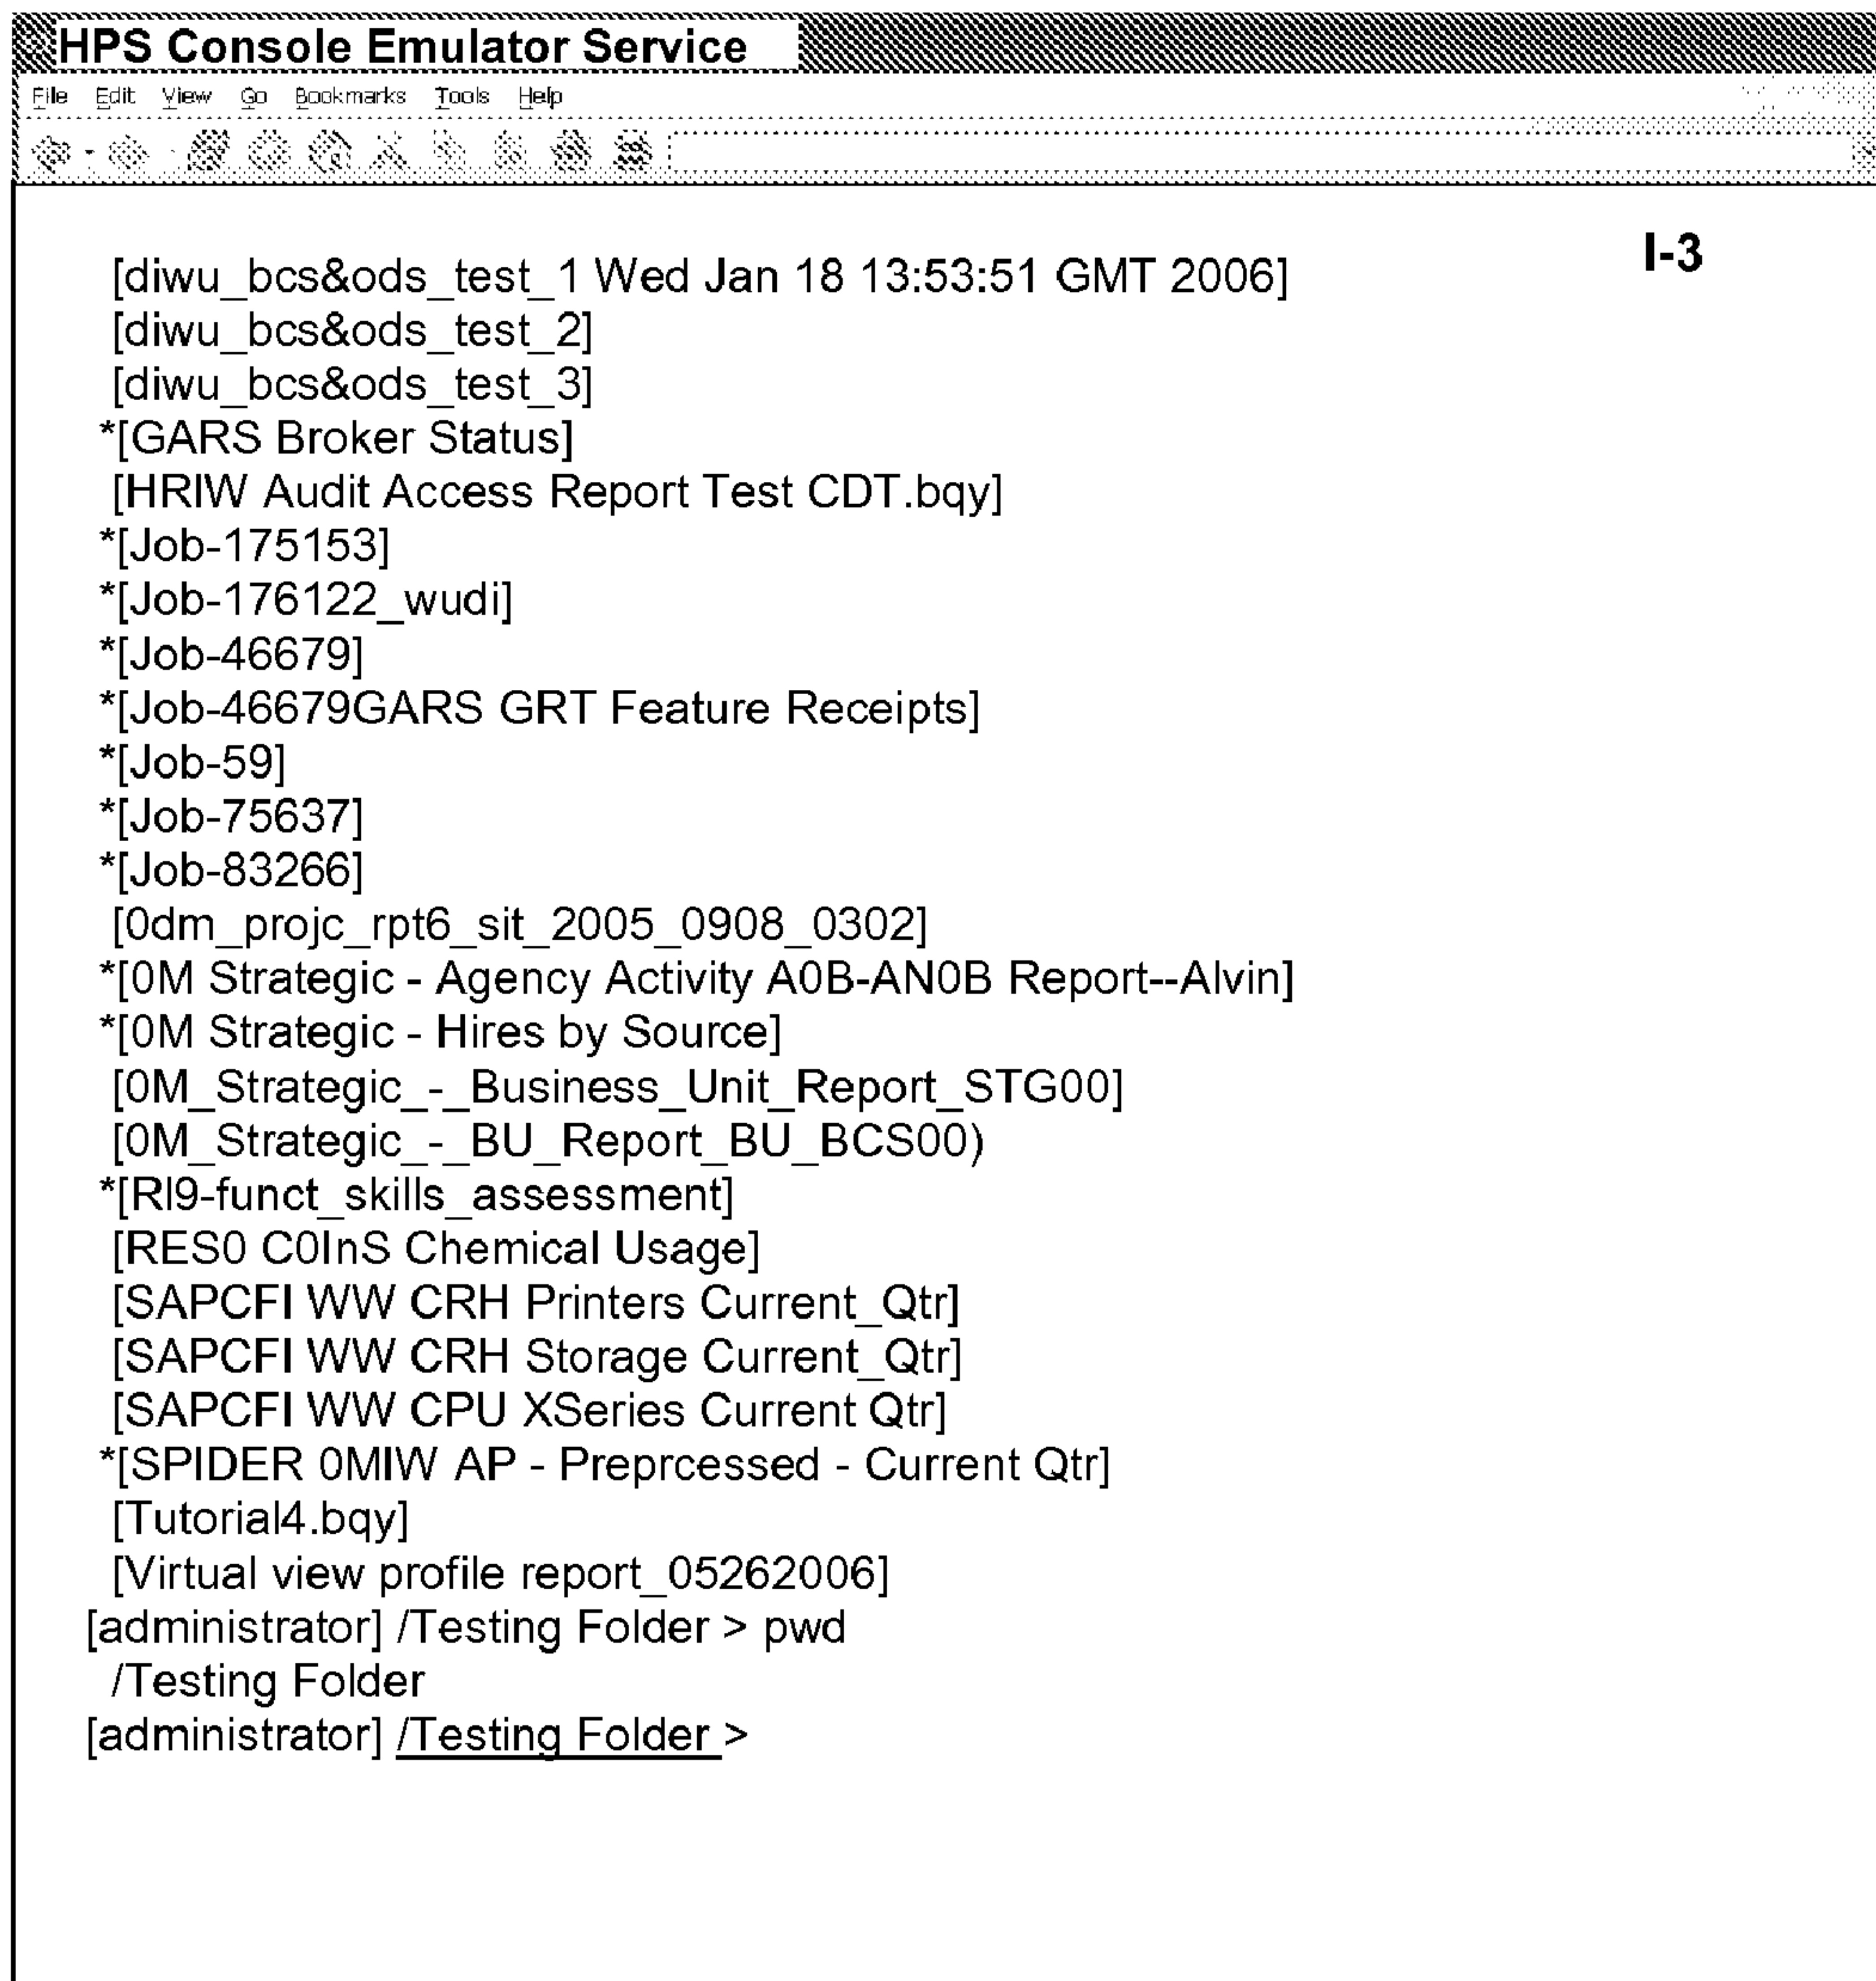 HPS Console Emulator Service
File Edit View Go Bookmarks Tools Help
I-3
[diwu_bcs&ods_test_1 Wed Jan 18 13:53:51 GMT 2006]
[diwu_bcs&ods_test_2]
[diwu_bcs&ods_test_3]
*[GARS Broker Status]
[HRIW Audit Access Report Test CDT.bqy]
*[Job-175153]
*[Job-176122_wudi]
*[Job-46679]
*[Job-46679GARS GRT Feature Receipts]
*[Job-59]
*[Job-75637]
*[Job-83266]
[0dm_projc_rpt6_sit_2005_0908_0302]
*[0M Strategic - Agency Activity A0B-AN0B Report--Alvin]
*[0M Strategic - Hires by Source]
[0M_Strategic_-_Business_Unit_Report_STG00]
[0M_Strategic_-_BU_Report_BU_BCS00)
*[Rl9-funct_skills_assessment]
[RES0 C0InS Chemical Usage]
[SAPCFI WW CRH Printers Current_Qtr]
[SAPCFI WW CRH Storage Current_Qtr]
[SAPCFI WW CPU XSeries Current Qtr]
*[SPIDER 0MIW AP - Preprcessed - Current Qtr]
[Tutorial4.bqy]
[Virtual view profile report_05262006]
[administrator] /Testing Folder > pwd
/Testing Folder
[administrator] /Testing Folder >